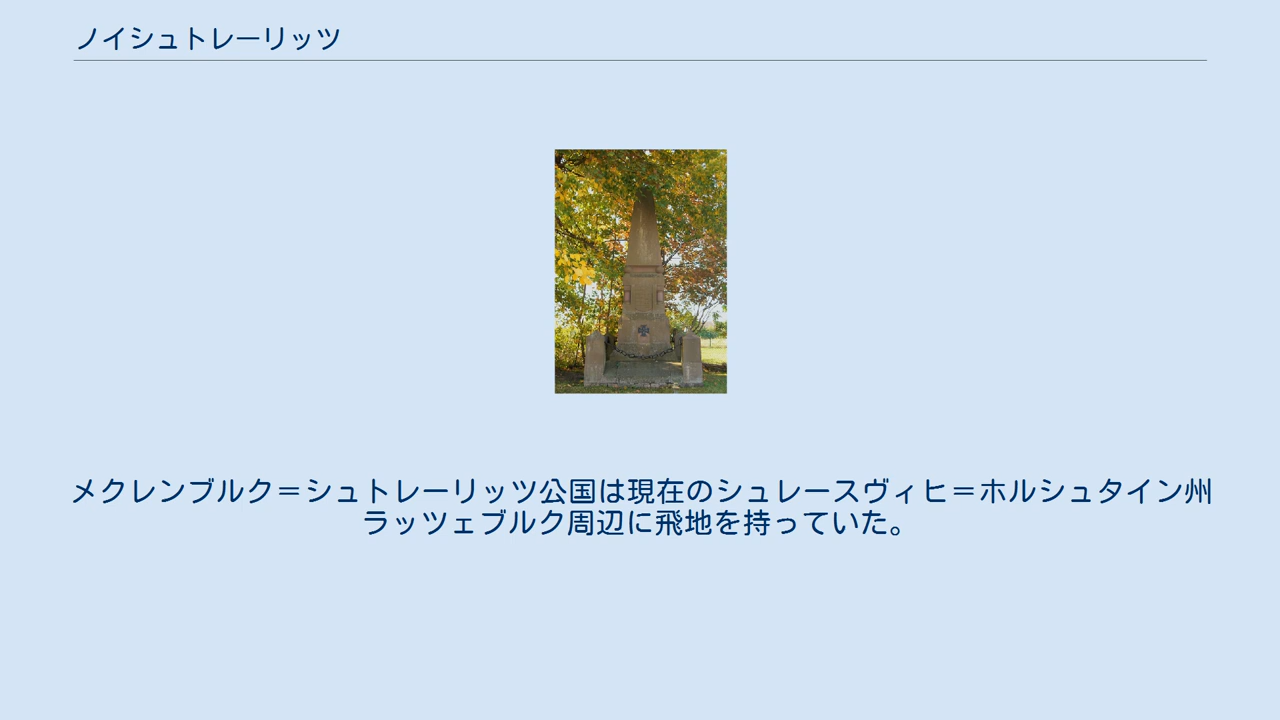 ノイシュトレーリッツ
メクレンブルク＝シュトレーリッツ公国は現在のシュレースヴィヒ＝ホルシュタイン州
ラッツェブルク周辺に飛地を持っていた。